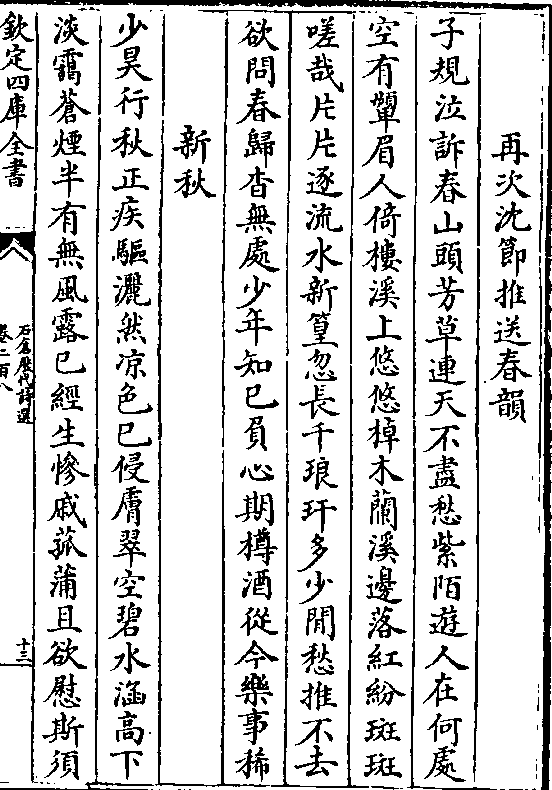 再次沈節推送春韻
子規泣訴春山頭芳草連天不盡愁紫陌遊人在何處
空有顰眉人倚樓溪上悠悠棹木蘭溪邊落紅紛斑斑
嗟哉片片逐流水新篁忽長千琅玕多少閒愁推不去
欲問春歸杳無處少年知已負心期樽酒從今樂事稀
新秋
少昊行秋正疾驅灑然凉色已侵膚翠空碧水涵高下
淡靄蒼煙半有無風露已經生慘戚菰蒲且欲慰斯須
欽定四庫全書
石倉歷代詩選
卷二百八
十三